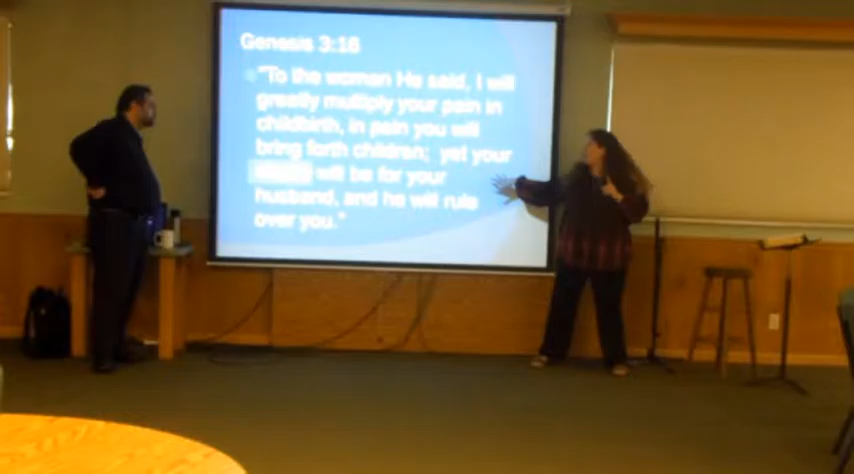 Genesis 3:16
"To the woman He said, I will
greatly multiply your pain in
childbirth, in pain you will
bring forth children; yet your
will be for your
husband, and he will rule
over you."